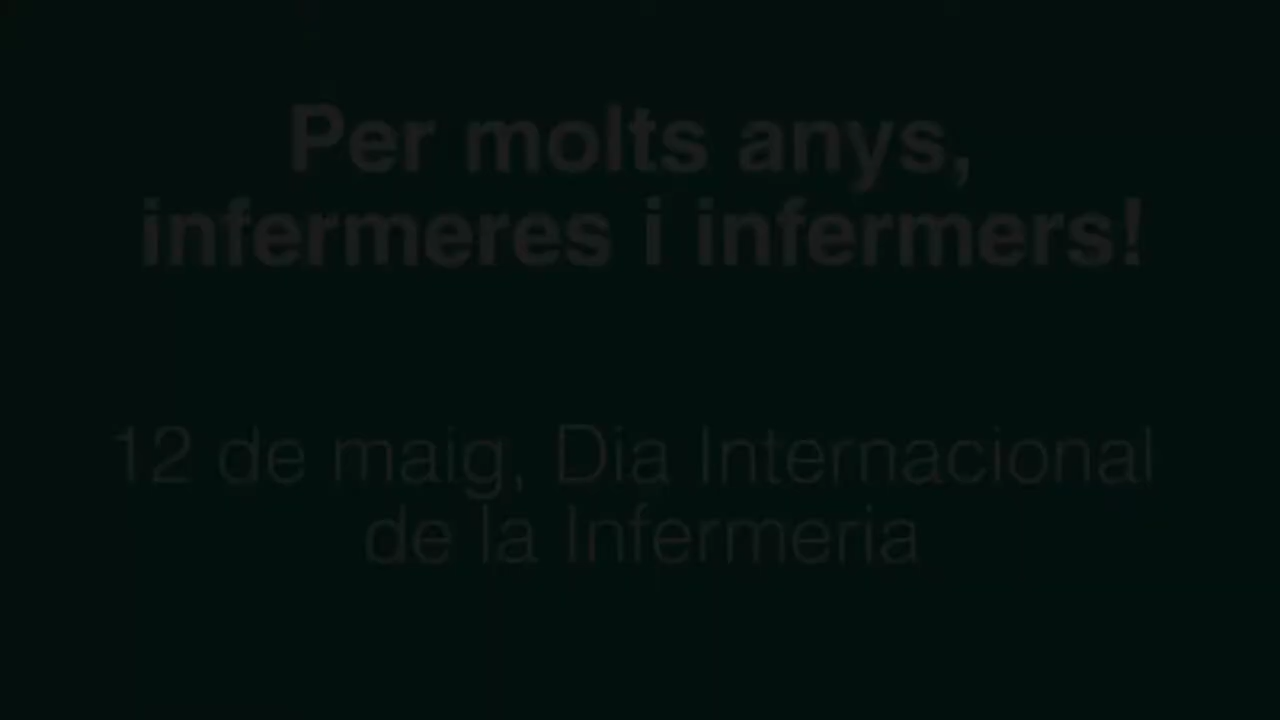 Per molts anys,
infermeres i infermers!
12 de maig, Dia Internacional
de la Infermeria